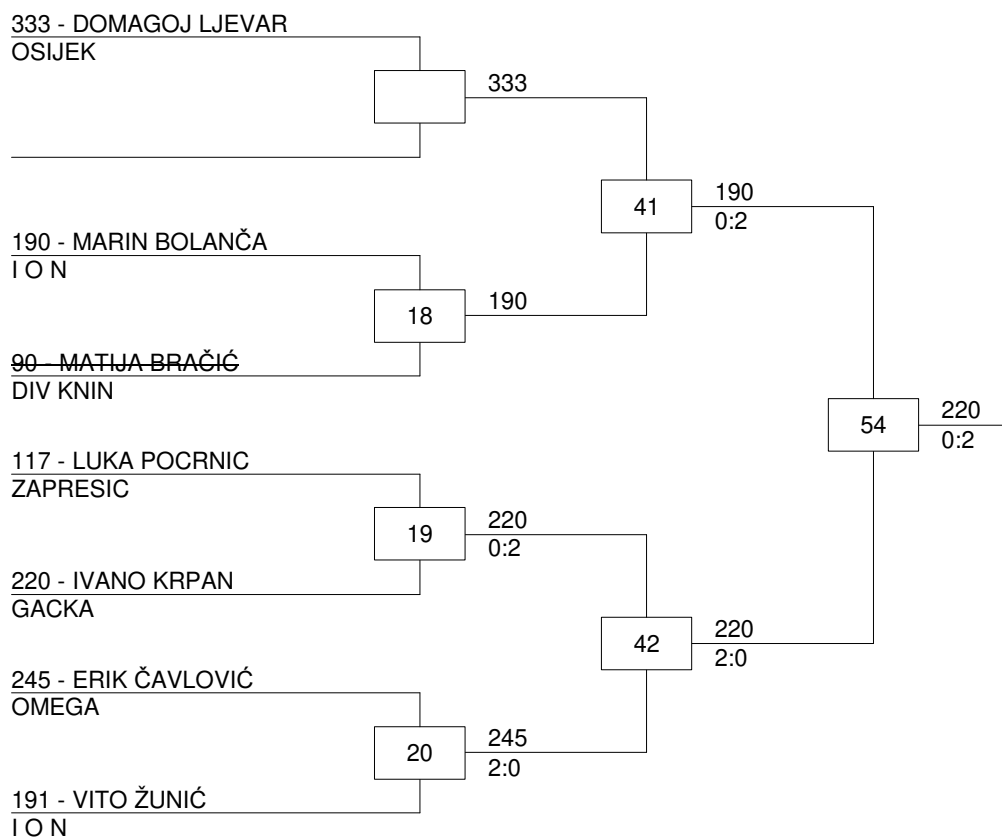 333 - DOMAGOJ LJEVAR
OSIJEK
333
41
190
0:2
190 - MARIN BOLANČA
I O N
18
190
90 - MATIJA BRAČIĆ
DIV KNIN
54
220
0:2
117 - LUKA POCRNIC
ZAPRESIC
19
220
0:2
220 - IVANO KRPAN
GACKA
42
220
2:0
245 - ERIK ČAVLOVIĆ
OMEGA
20
245
2:0
191 - VITO ŽUNIĆ
I O N